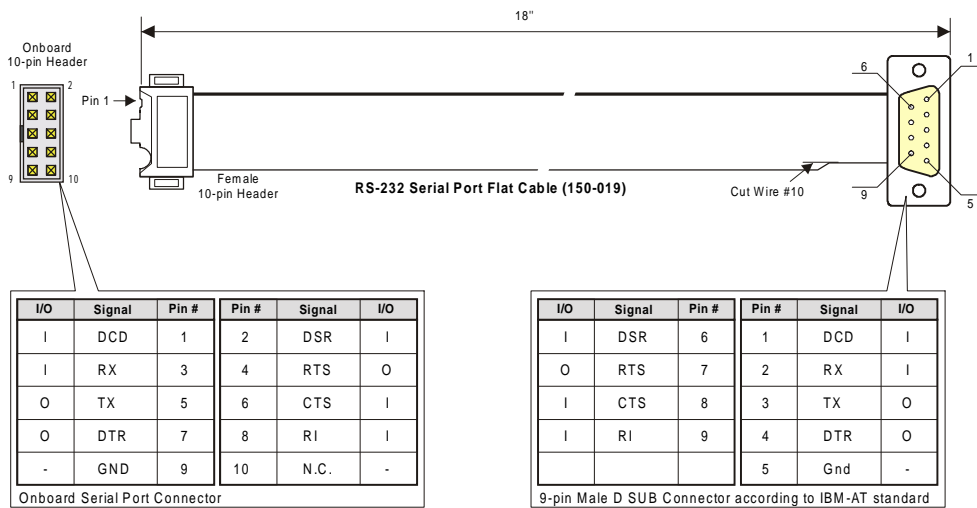 18"
Onboard
10-pin Header
1 2
9 10
Pin 1
Female
10-pin Header
RS-232 Serial Port Flat Cable (150-019)
Cut Wire #10
6 1
9 5
I/O Signal Pin # Pin # Signal I/O
I DCD 1 2 DSR I
I RX 3 4 RTS O
O TX 5 6 CTS I
O DTR 7 8 RI I
- GND 9 10 N.C. -
Onboard Serial Port Connector
I/O Signal Pin # Pin # Signal I/O
I DSR 6 1 DCD I
O RTS 7 2 RX I
I CTS 8 3 TX O
I RI 9 4 DTR O
5 Gnd -
9-pin Male D SUB Connector according to IBM-AT standard